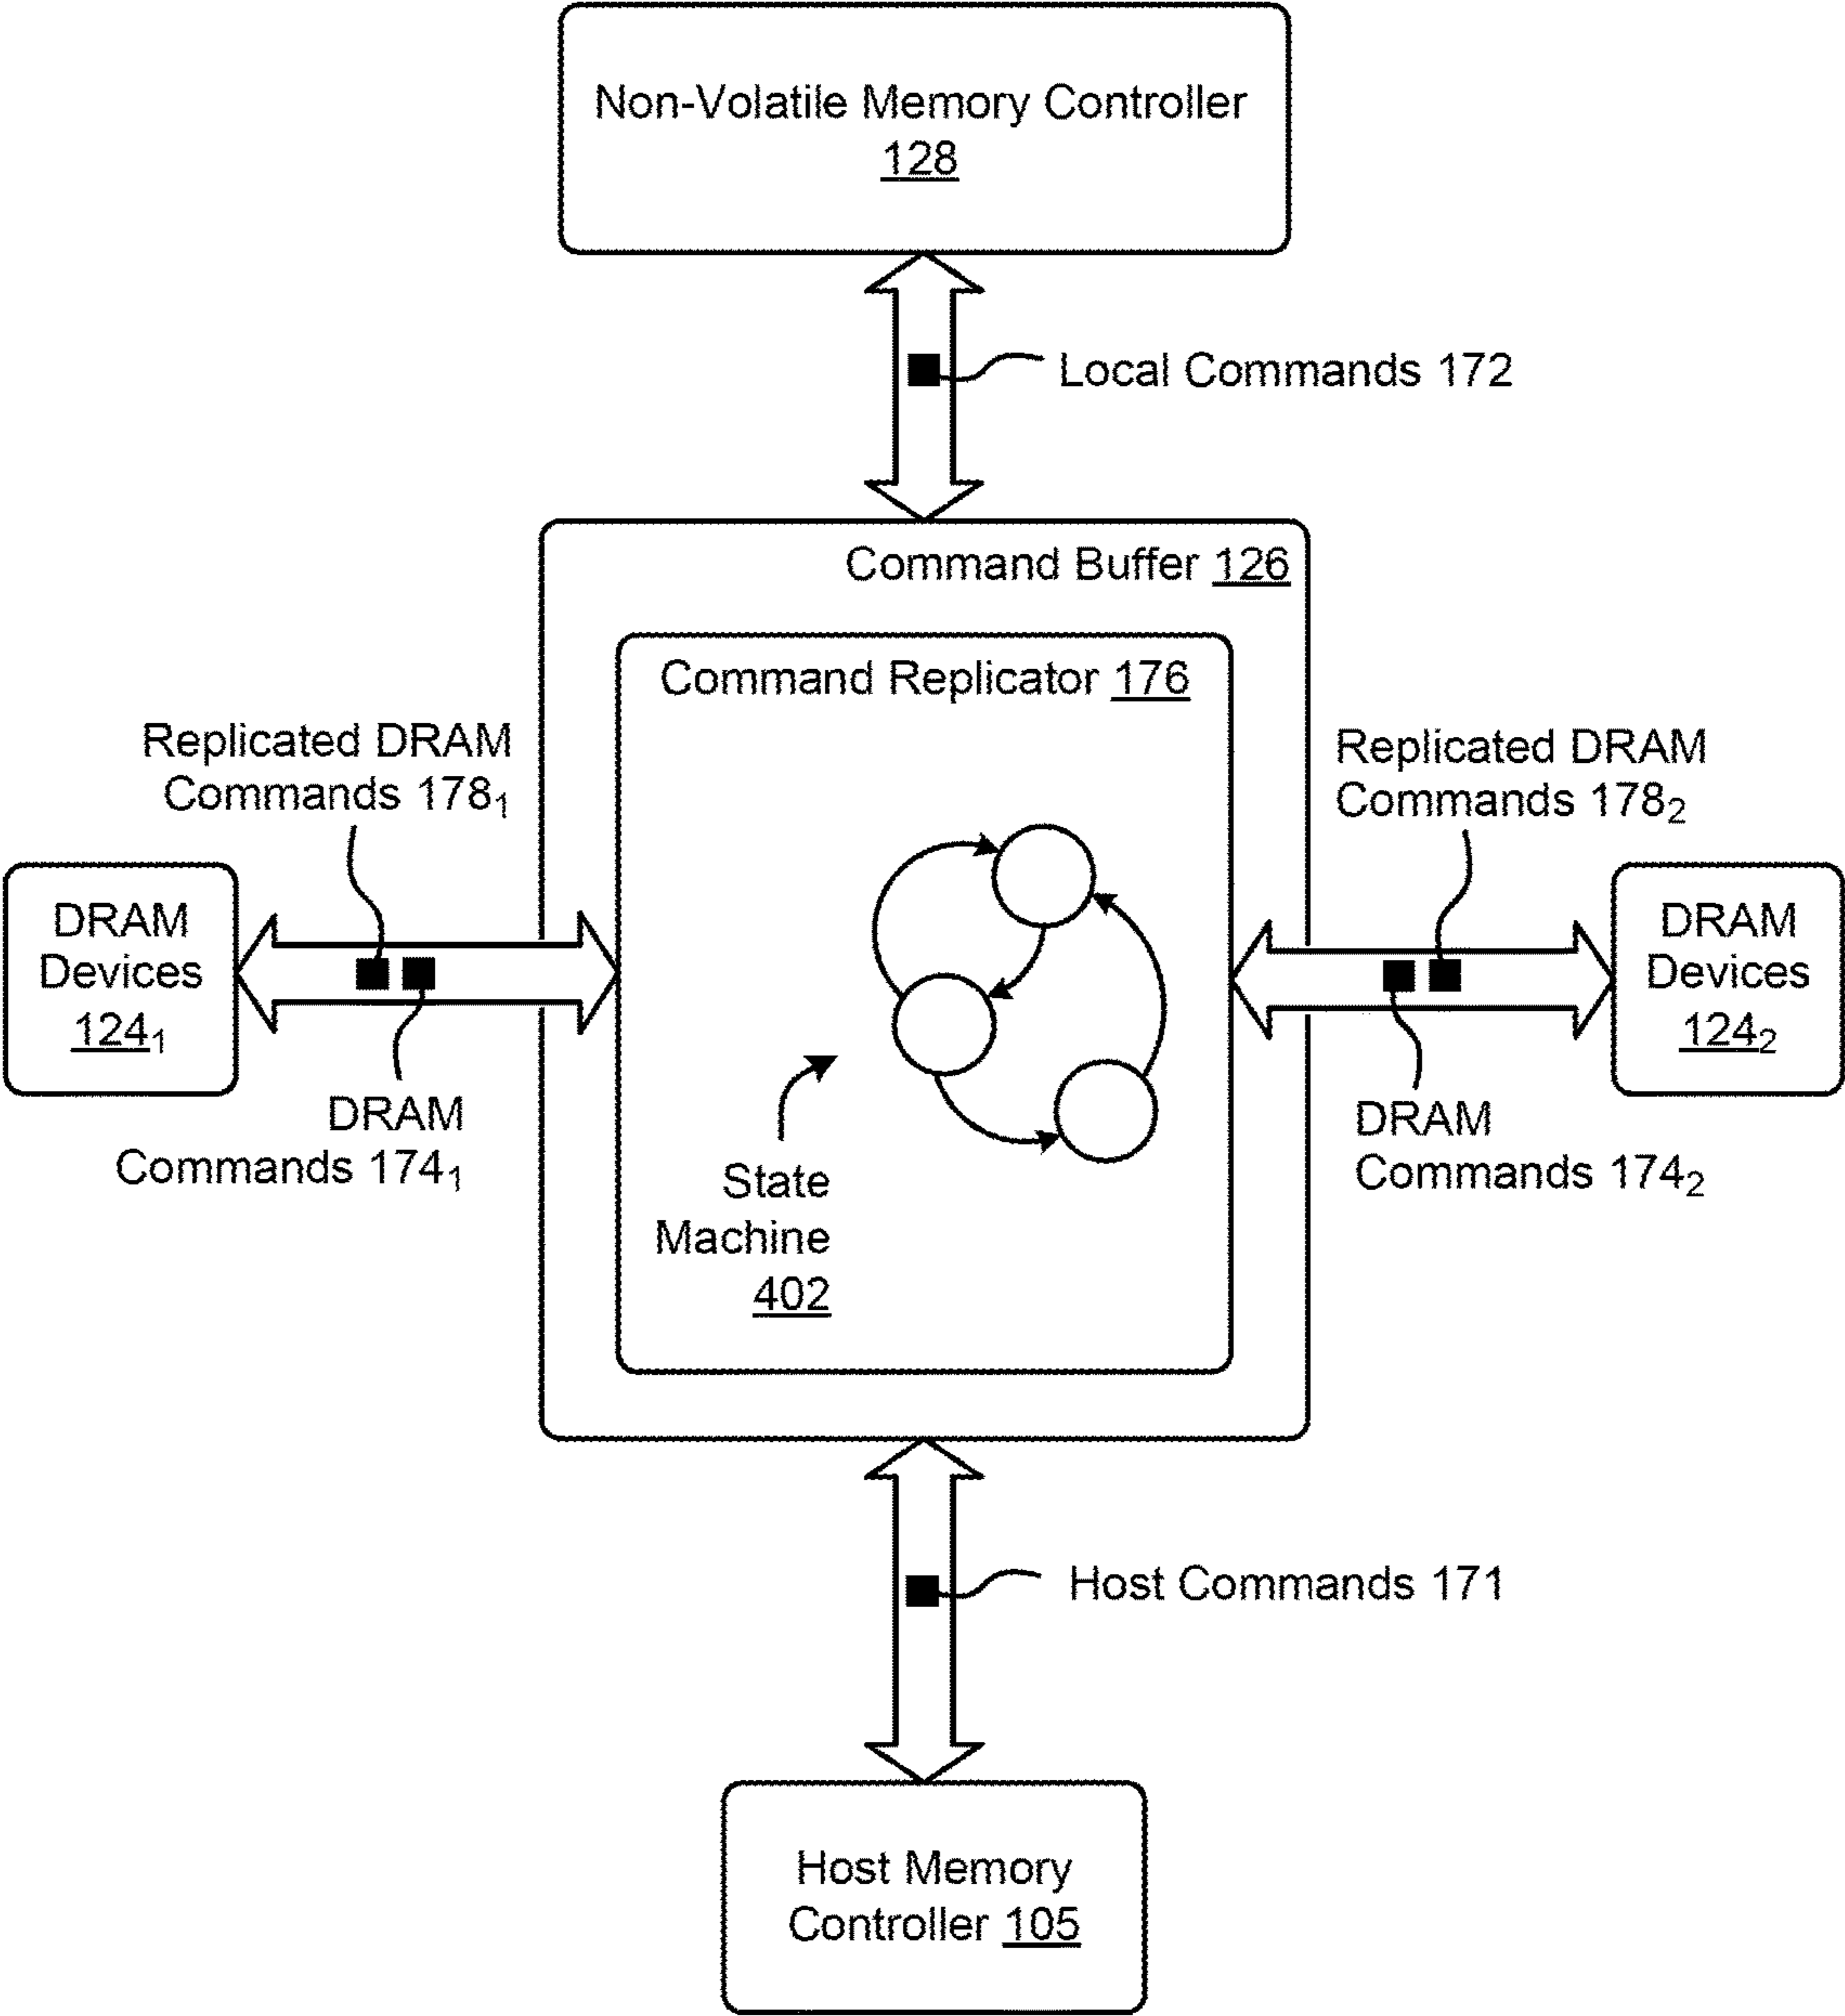 Non-Volatile Memory Controller
128
Local Commands 172
Command Buffer 126
Command Replicator 176
Replicated DRAM
Commands 178₁
Replicated DRAM
Commands 178₂
DRAM
Devices
124₁
DRAM
Devices
124₂
DRAM
Commands 174₁
DRAM
Commands 174₂
State
Machine
402
Host Commands 171
Host Memory
Controller 105